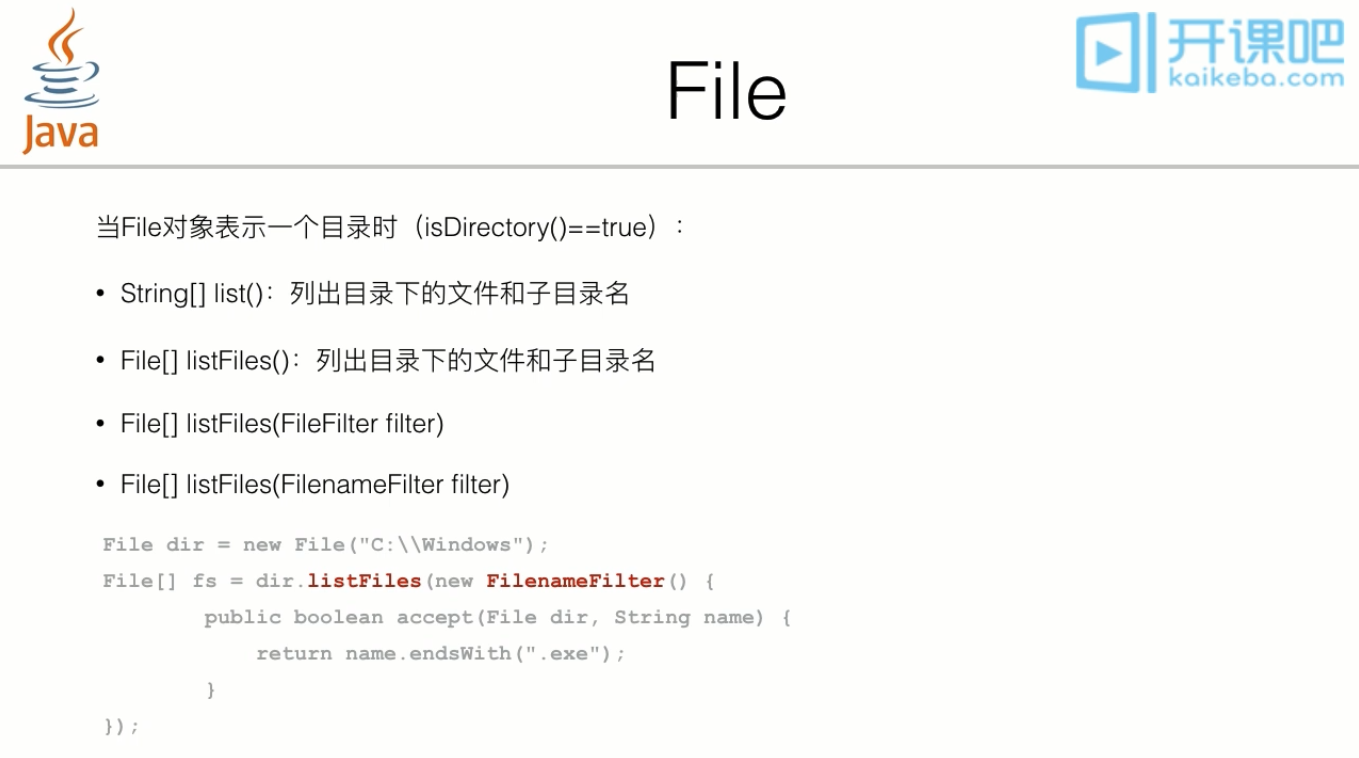 Java
File
开课吧
kaikeba.com
当File对象表示一个目录时（isDirectory()==true）：
• String[] list()：列出目录下的文件和子目录名
• File[] listFiles()：列出目录下的文件和子目录名
• File[] listFiles(FileFilter filter)
• File[] listFiles(FilenameFilter filter)
File dir = new File("C:\\Windows");
File[] fs = dir.listFiles(new FilenameFilter() {
        public boolean accept(File dir, String name) {
            return name.endsWith(".exe");
        }
});